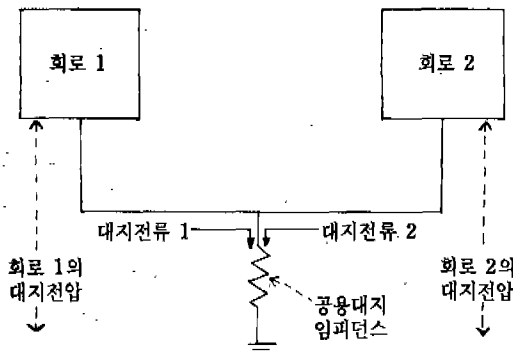 회로 1
회로 2
대지전류 1
대지전류 2
회로 1의
대지전압
회로 2의
대지전압
공용대지
임피던스